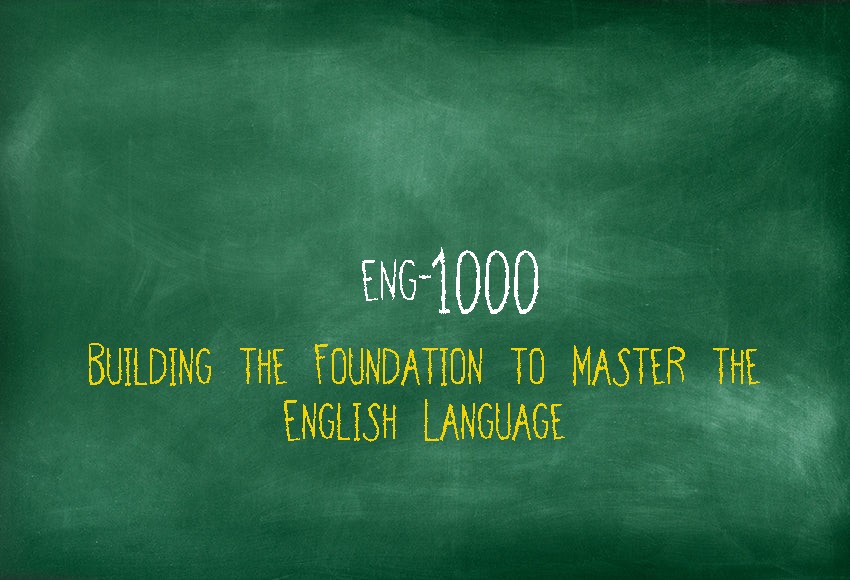 ENG-1000
BUILDING THE FOUNDATION TO MASTER THE
ENGLISH LANGUAGE